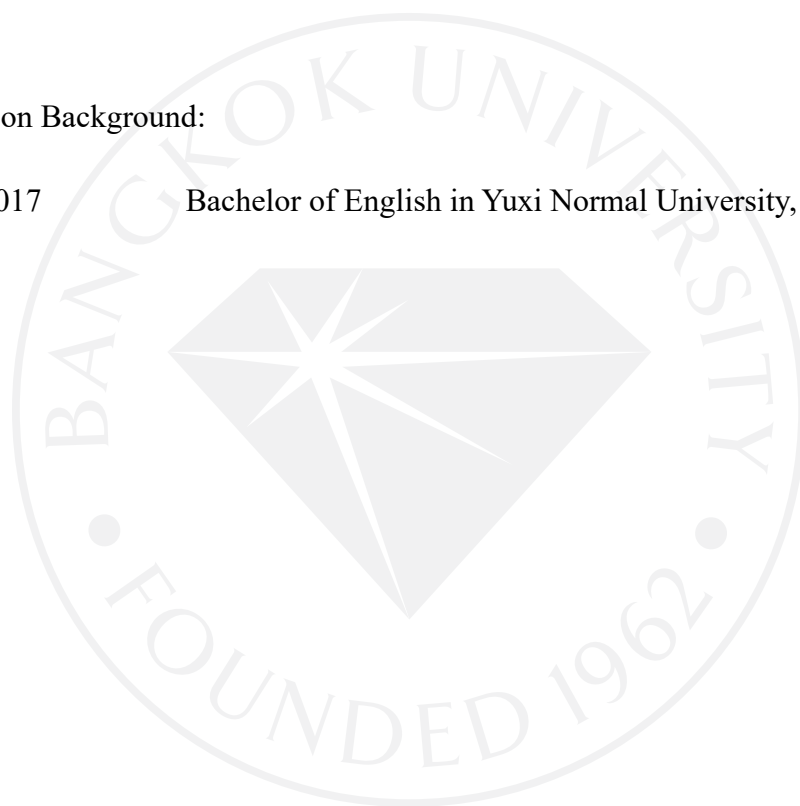 on Background:
017 Bachelor of English in Yuxi Normal University,
BANGKOK UNIVERSITY
FOUNDED 1962